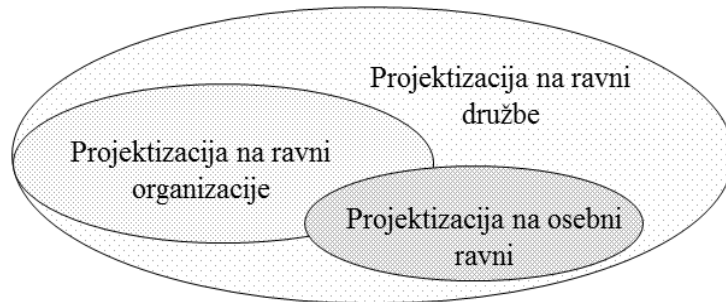 Projektizacija na ravni
družbe
Projektizacija na ravni
organizacije
Projektizacija na osebni
ravni